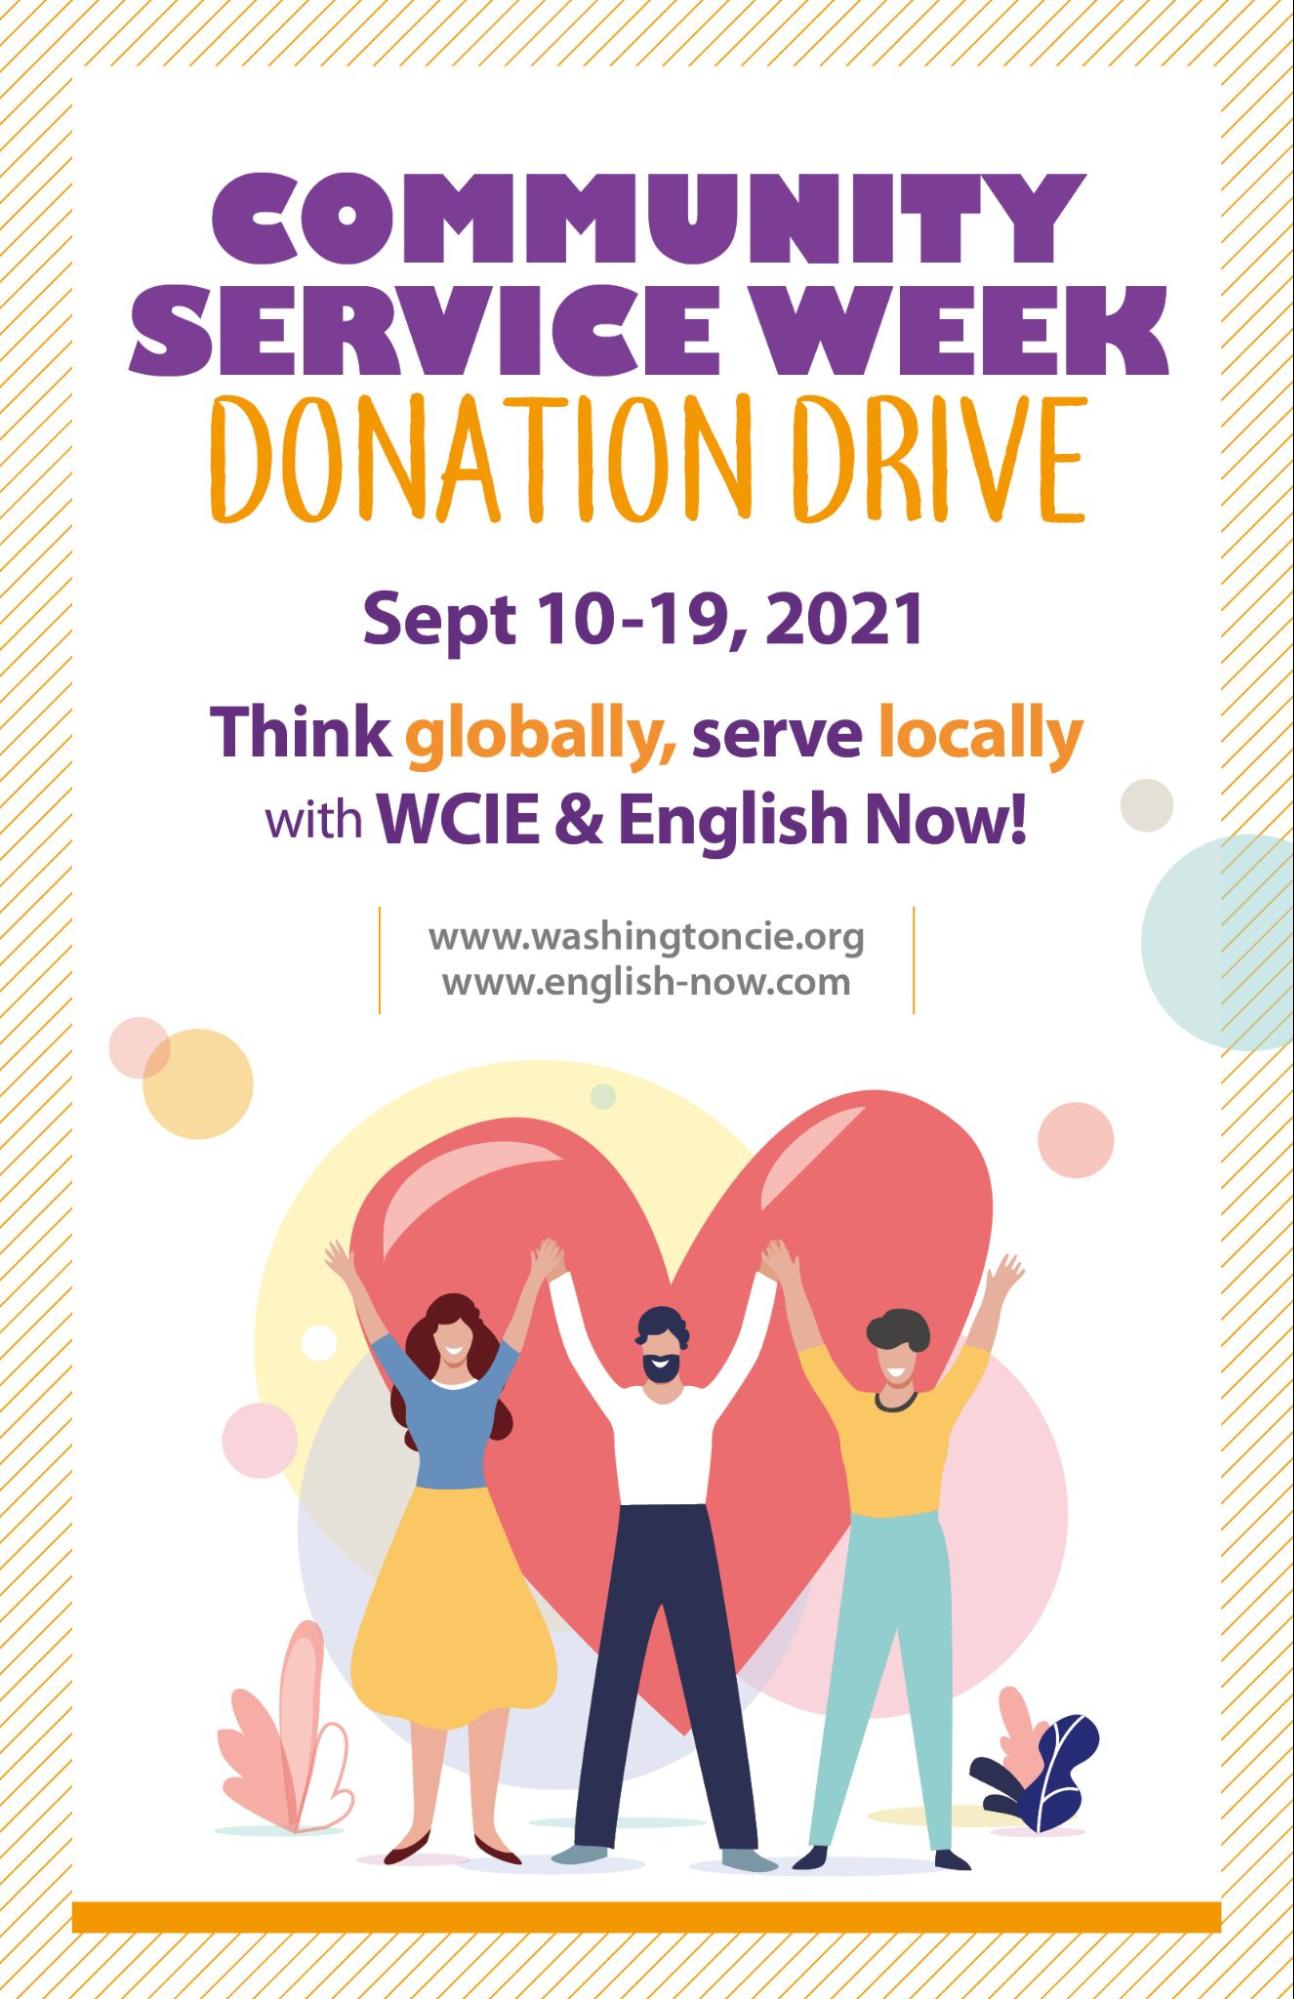 COMMUNITY
SERVICE WEEK
DONATION DRIVE
Sept 10-19, 2021
Think globally, serve locally
with WCIE & English Now!
www.washingtoncie.org
www.english-now.com